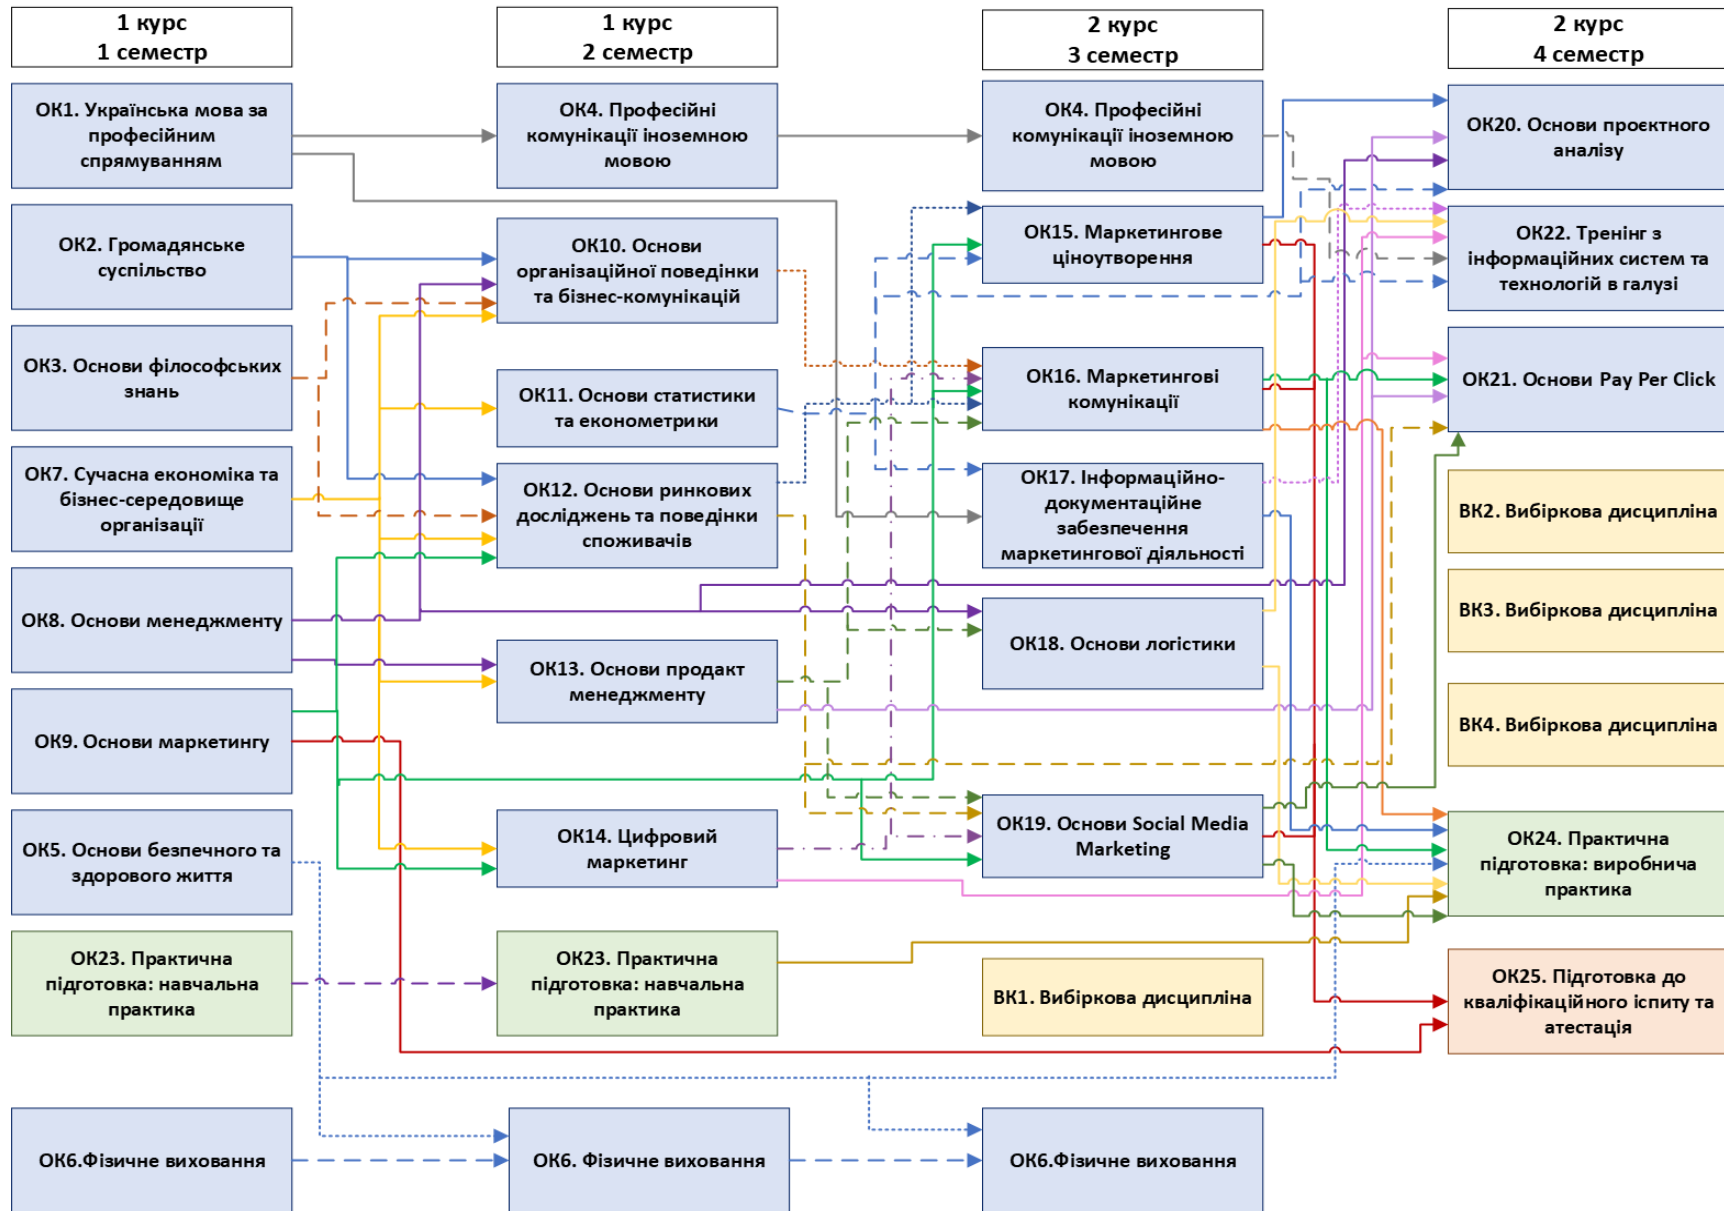 1 курс
1 семестр
ОК1. Українська мова за
професійним
спрямуванням
ОК2. Громадянське
суспільство
ОК3. Основи філософських
знань
ОК7. Сучасна економіка та
бізнес-середовище
організації
ОК8. Основи менеджменту
ОК9. Основи маркетингу
ОК5. Основи безпечного та
здорового життя
ОК23. Практична
підготовка: навчальна
практика
ОК6.Фізичне виховання
1 курс
2 семестр
ОК4. Професійні
комунікації іноземною
мовою
ОК10. Основи
організаційної поведінки
та бізнес-комунікацій
ОК11. Основи статистики
та економетрики
ОК12. Основи ринкових
досліджень та поведінки
споживачів
ОК13. Основи продакт
менеджменту
ОК14. Цифровий
маркетинг
ОК23. Практична
підготовка: навчальна
практика
ОК6. Фізичне виховання
2 курс
3 семестр
ОК4. Професійні
комунікації іноземною
мовою
ОК15. Маркетингове
ціноутворення
ОК16. Маркетингові
комунікації
ОК17. Інформаційно-
документаційне
забезпечення
маркетингової діяльності
ОК18. Основи логістики
ОК19. Основи Social Media
Marketing
ВК1. Вибіркова дисципліна
ОК6.Фізичне виховання
2 курс
4 семестр
ОК20. Основи проєктного
аналізу
ОК22. Тренінг з
інформаційних систем та
технологій в галузі
ОК21. Основи Pay Per Click
ВК2. Вибіркова дисципліна
ВК3. Вибіркова дисципліна
ВК4. Вибіркова дисципліна
ОК24. Практична
підготовка: виробнича
практика
ОК25. Підготовка до
кваліфікаційного іспиту та
атестація